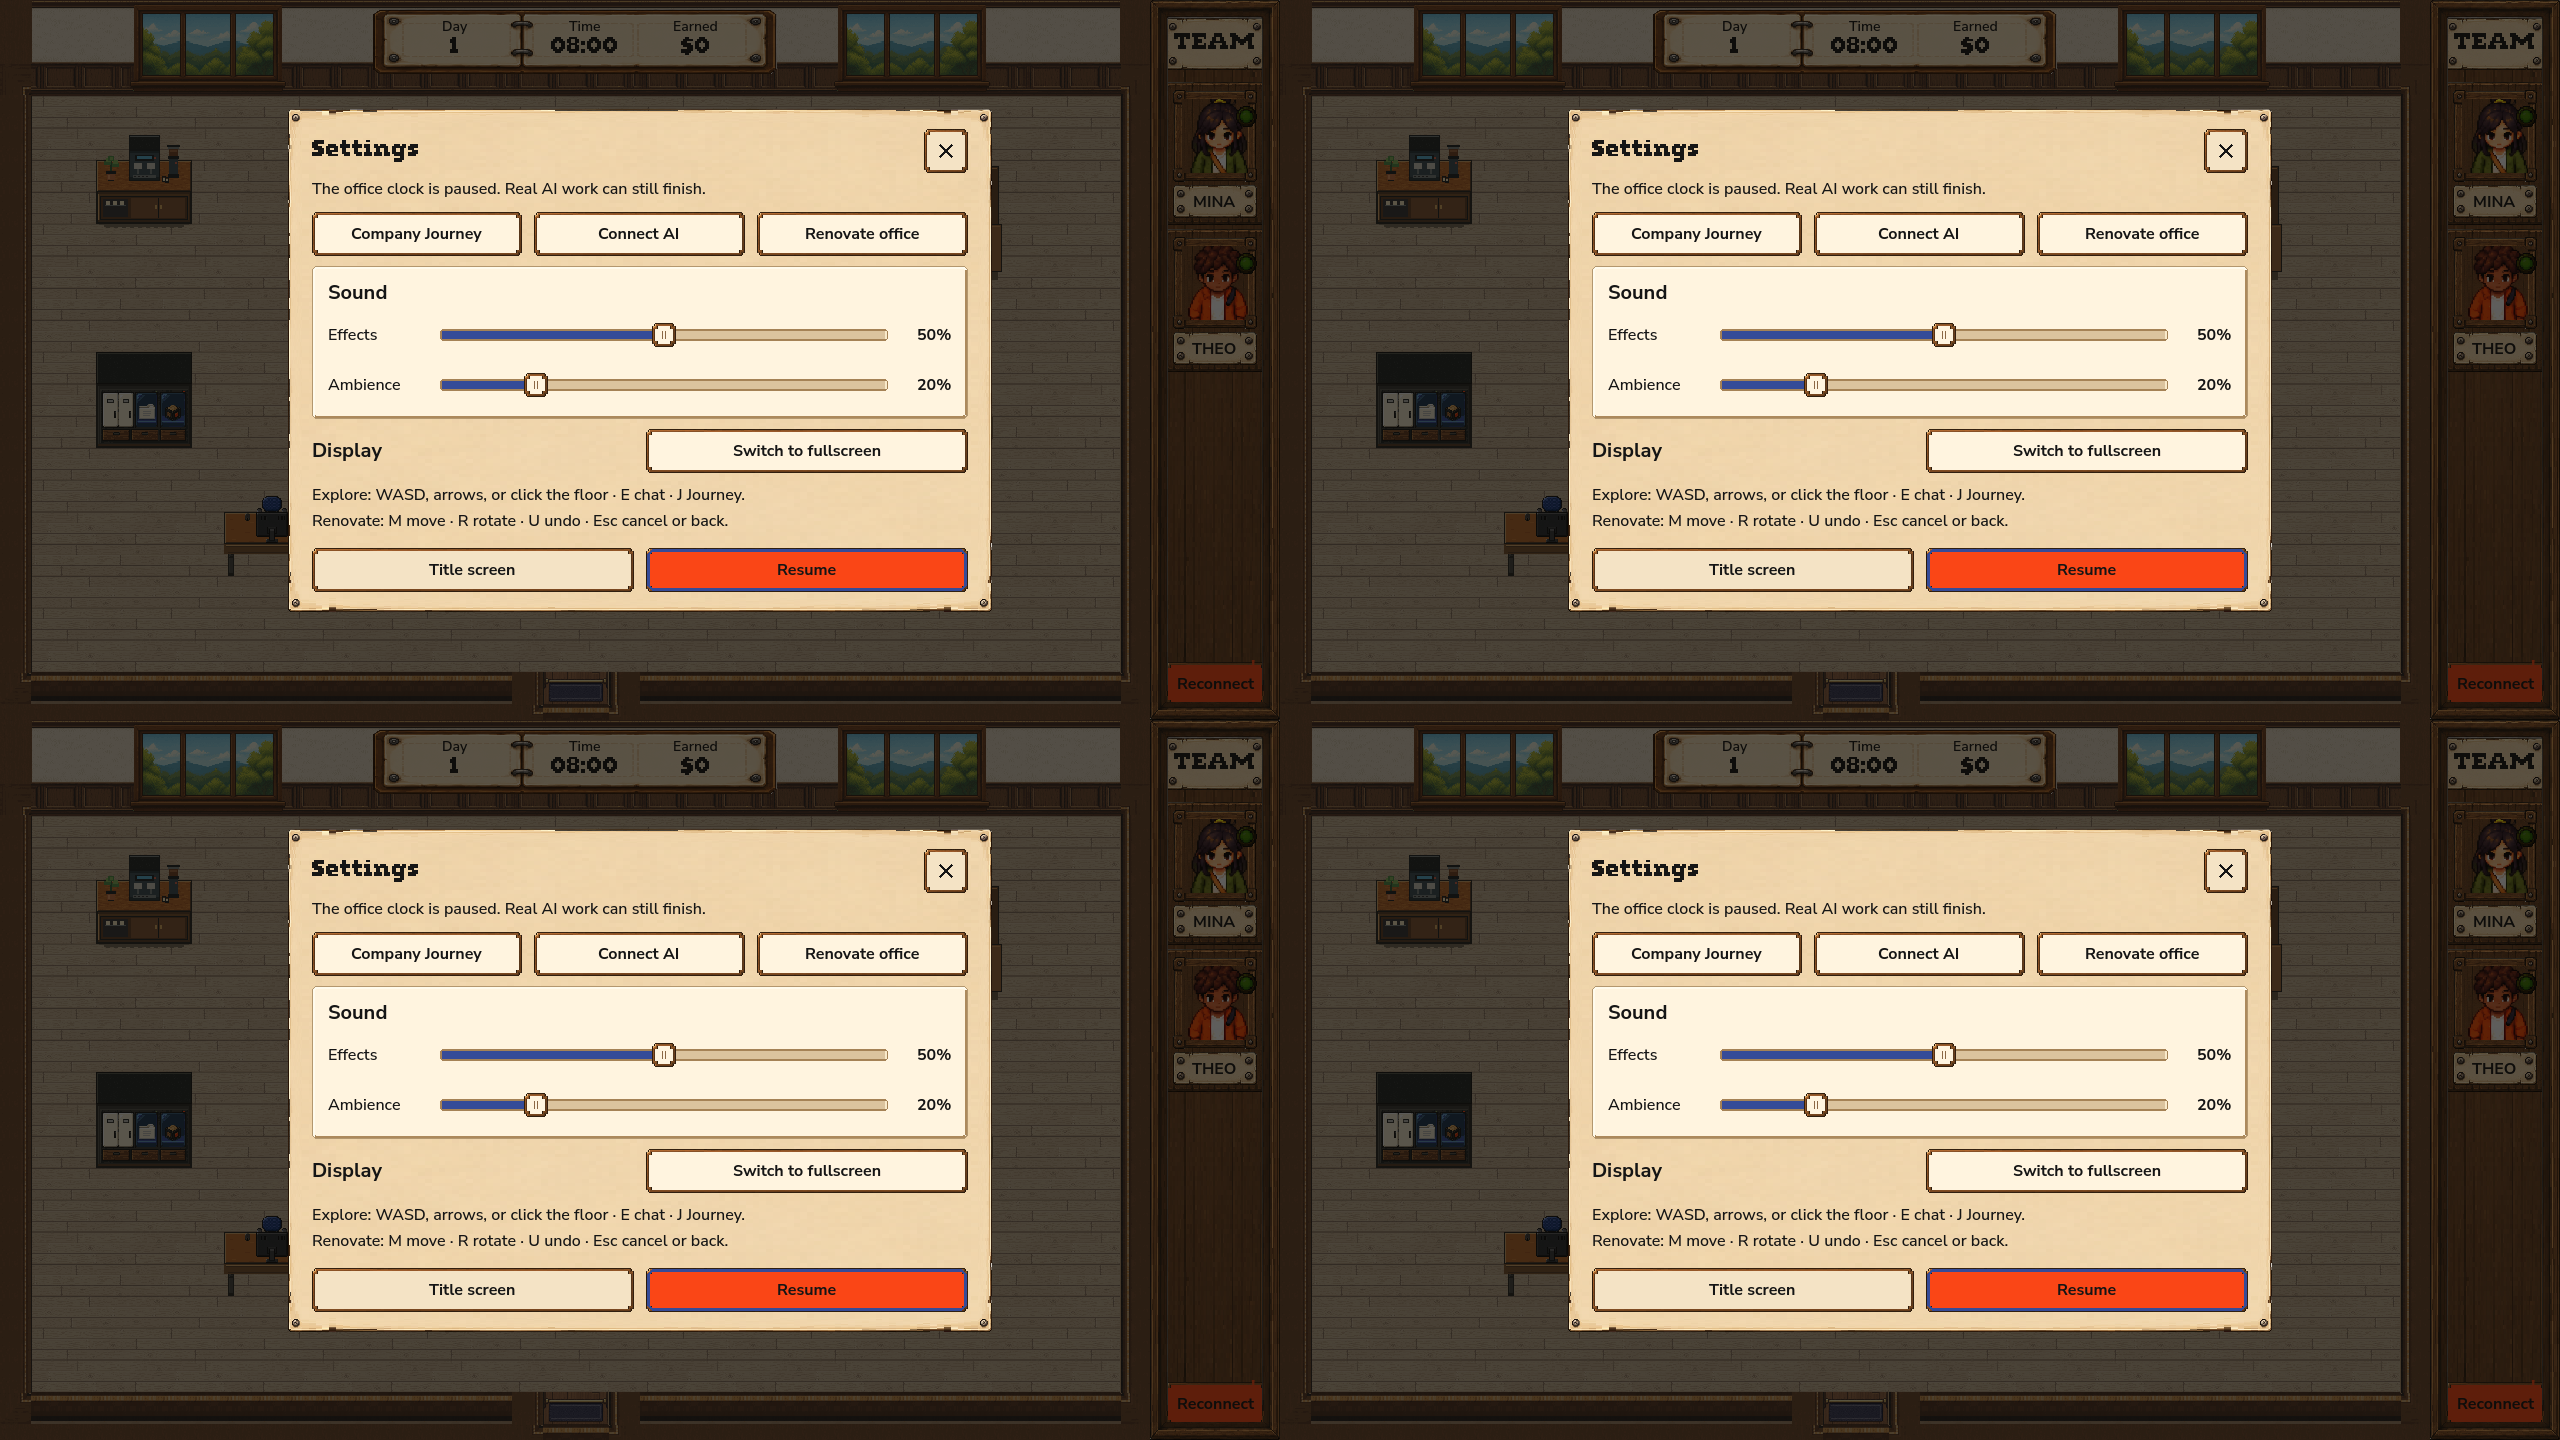 Day Time Earned
1 08:00 $0
TEAM
MINA
THEO
Reconnect
Settings
The office clock is paused. Real AI work can still finish.
Company Journey Connect AI Renovate office
Sound
Effects 50%
Ambience 20%
Display Switch to fullscreen
Explore: WASD, arrows, or click the floor · E chat · J Journey.
Renovate: M move · R rotate · U undo · Esc cancel or back.
Title screen Resume
Day Time Earned
1 08:00 $0
TEAM
MINA
THEO
Reconnect
Settings
The office clock is paused. Real AI work can still finish.
Company Journey Connect AI Renovate office
Sound
Effects 50%
Ambience 20%
Display Switch to fullscreen
Explore: WASD, arrows, or click the floor · E chat · J Journey.
Renovate: M move · R rotate · U undo · Esc cancel or back.
Title screen Resume
Day Time Earned
1 08:00 $0
TEAM
MINA
THEO
Reconnect
Settings
The office clock is paused. Real AI work can still finish.
Company Journey Connect AI Renovate office
Sound
Effects 50%
Ambience 20%
Display Switch to fullscreen
Explore: WASD, arrows, or click the floor · E chat · J Journey.
Renovate: M move · R rotate · U undo · Esc cancel or back.
Title screen Resume
Day Time Earned
1 08:00 $0
TEAM
MINA
THEO
Reconnect
Settings
The office clock is paused. Real AI work can still finish.
Company Journey Connect AI Renovate office
Sound
Effects 50%
Ambience 20%
Display Switch to fullscreen
Explore: WASD, arrows, or click the floor · E chat · J Journey.
Renovate: M move · R rotate · U undo · Esc cancel or back.
Title screen Resume